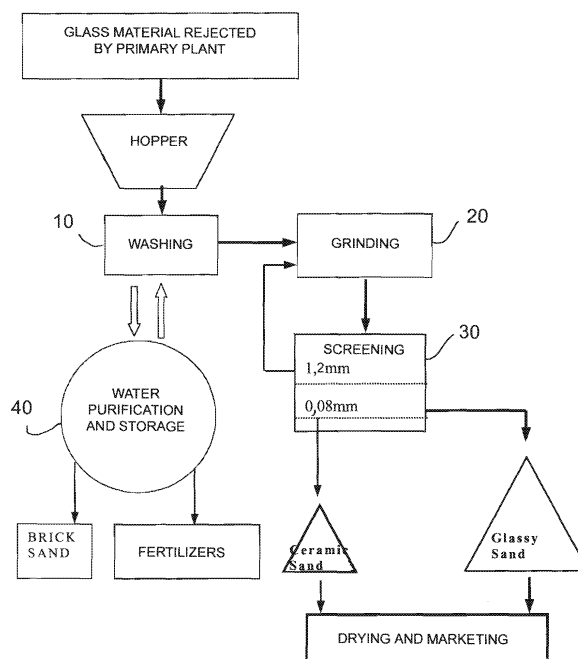 GLASS MATERIAL REJECTED
BY PRIMARY PLANT
HOPPER
10
WASHING
20
GRINDING
30
SCREENING
1,2mm
0,08mm
40
WATER
PURIFICATION
AND STORAGE
BRICK
SAND
FERTILIZERS
Ceramic
Sand
Glassy
Sand
DRYING AND MARKETING